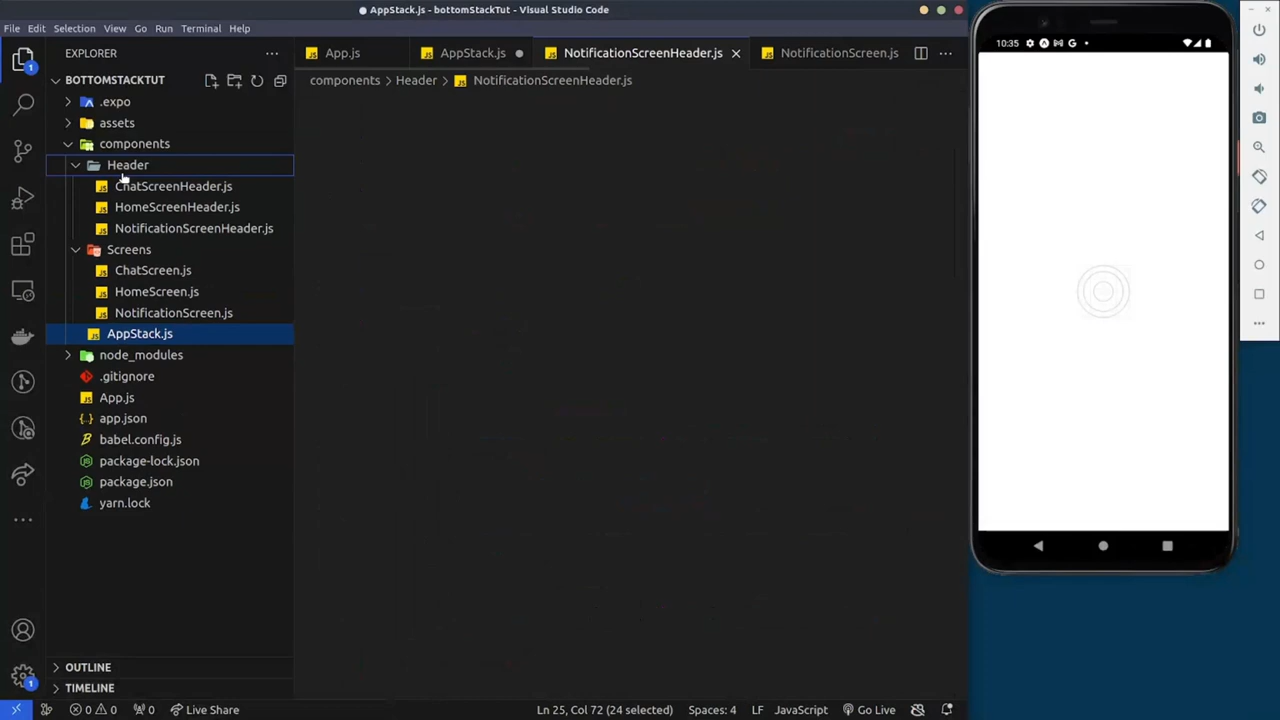 AppStack.js - bottomStackTut - Visual Studio Code
File Edit Selection View Go Run Terminal Help
EXPLORER
App.js AppStack.js NotificationScreenHeader.js NotificationScreen.js
components Header NotificationScreenHeader.js
BOTTOMSTACKTUT
.expo
assets
components
Header
ChatScreenHeader.js
HomeScreenHeader.js
NotificationScreenHeader.js
Screens
ChatScreen.js
HomeScreen.js
NotificationScreen.js
AppStack.js
node_modules
.gitignore
App.js
app.json
babel.config.js
package-lock.json
package.json
yarn.lock
OUTLINE
TIMELINE
1
1
0 0 0 Live Share Ln 25, Col 72 (24 selected) Spaces: 4 LF JavaScript Go Live
10:35